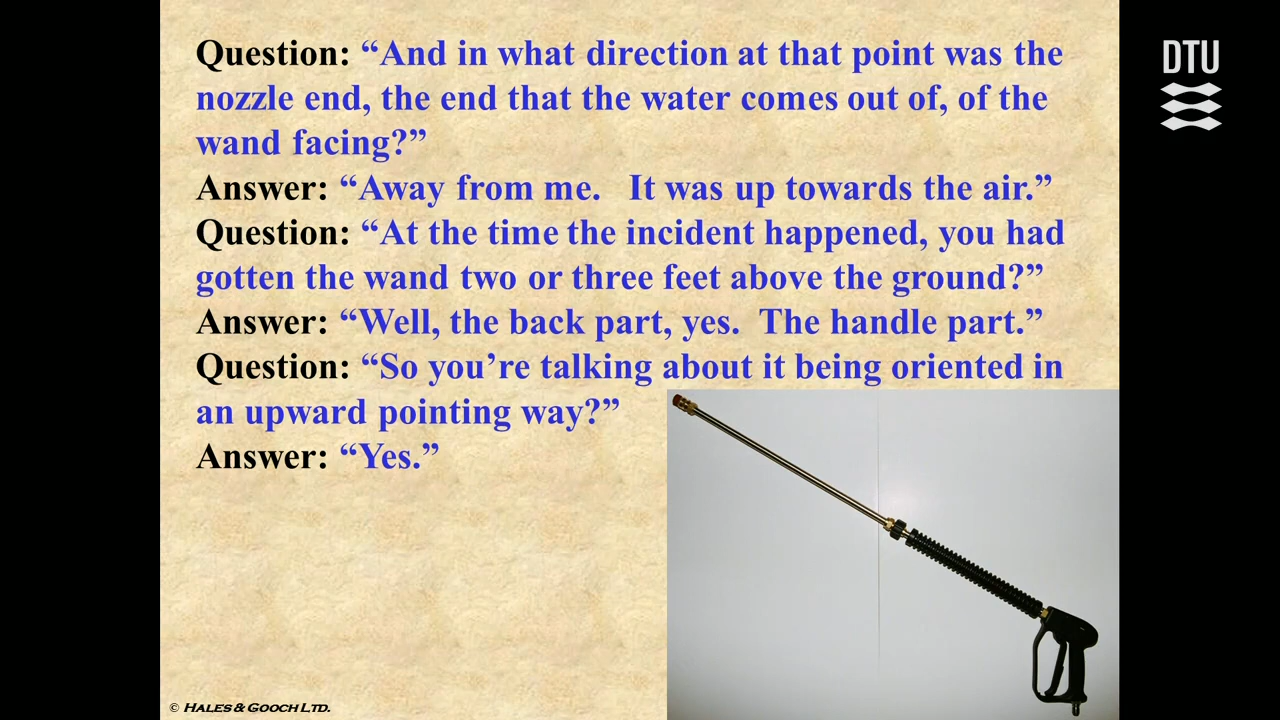 Question: “And in what direction at that point was the
nozzle end, the end that the water comes out of, of the
wand facing?”
Answer: “Away from me.   It was up towards the air.”
Question: “At the time the incident happened, you had
gotten the wand two or three feet above the ground?”
Answer: “Well, the back part, yes.  The handle part.”
Question: “So you’re talking about it being oriented in
an upward pointing way?”
Answer: “Yes.”
© HALES & GOOCH LTD.
DTU